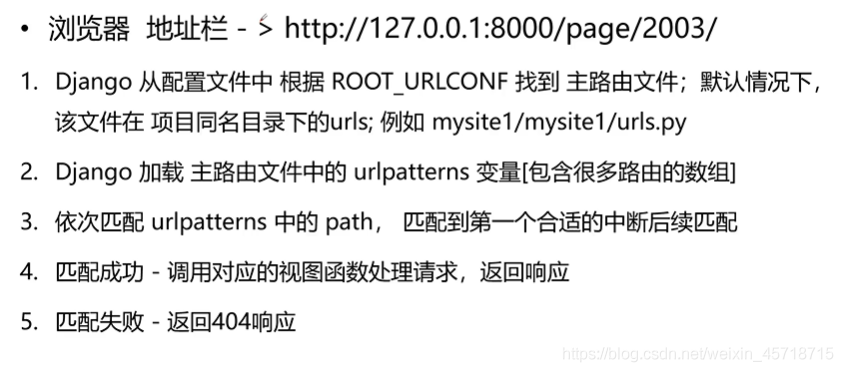 • 浏览器 地址栏 - > http://127.0.0.1:8000/page/2003/
1. Django 从配置文件中 根据 ROOT_URLCONF 找到 主路由文件；默认情况下，
该文件在 项目同名目录下的urls; 例如 mysite1/mysite1/urls.py
2. Django 加载 主路由文件中的 urlpatterns 变量[包含很多路由的数组]
3. 依次匹配 urlpatterns 中的 path， 匹配到第一个合适的中断后续匹配
4. 匹配成功 - 调用对应的视图函数处理请求，返回响应
5. 匹配失败 - 返回404响应
https://blog.csdn.net/weixin_45718715